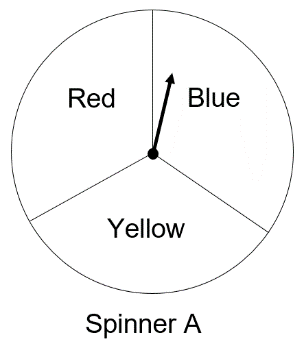 Red
Blue
Yellow
Spinner A